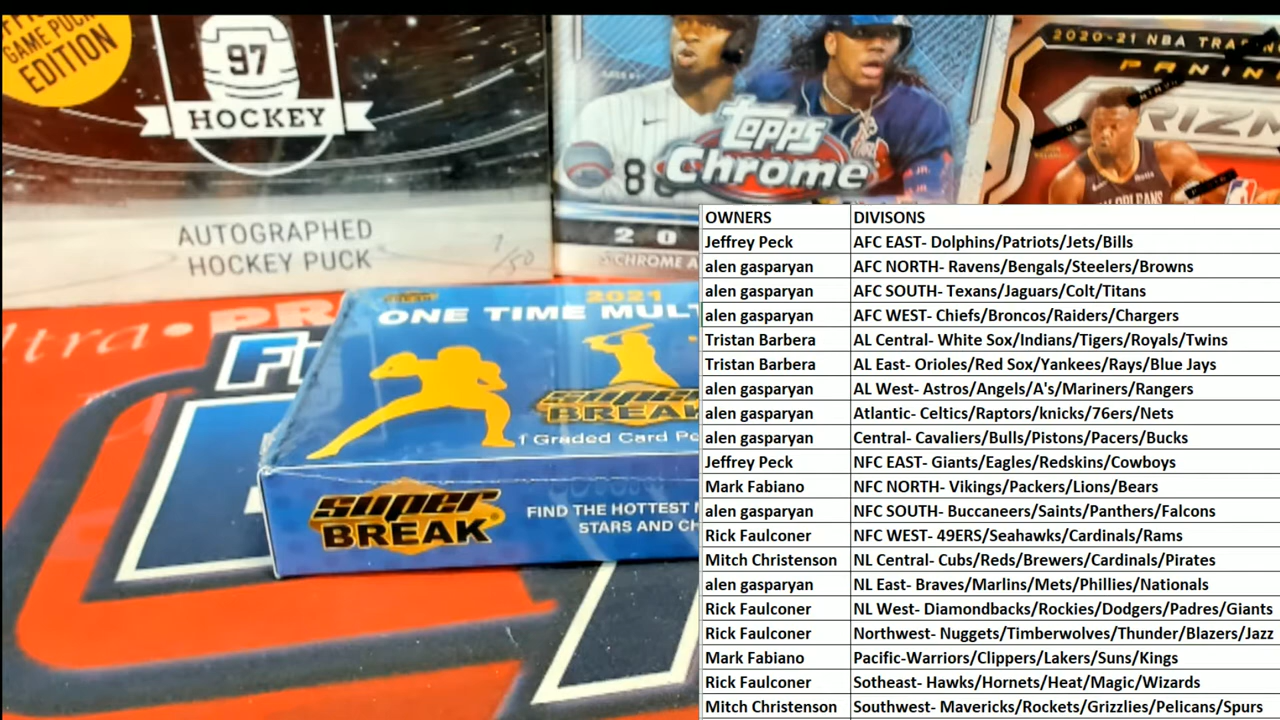 GAME PUCK
EDITION
97
HOCKEY
AUTOGRAPHED
HOCKEY PUCK
1/50
Topps
Chrome
2 0
CHROME
2020-21 NBA
PANINI
PRIZM
2021
ONE TIME MULT
super
BREAK
1 Graded Card Pe
super
BREAK
FIND THE HOTTEST
STARS AND CH
OWNERS DIVISONS
Jeffrey Peck AFC EAST- Dolphins/Patriots/Jets/Bills
alen gasparyan AFC NORTH- Ravens/Bengals/Steelers/Browns
alen gasparyan AFC SOUTH- Texans/Jaguars/Colt/Titans
alen gasparyan AFC WEST- Chiefs/Broncos/Raiders/Chargers
Tristan Barbera AL Central- White Sox/Indians/Tigers/Royals/Twins
Tristan Barbera AL East- Orioles/Red Sox/Yankees/Rays/Blue Jays
alen gasparyan AL West- Astros/Angels/A's/Mariners/Rangers
alen gasparyan Atlantic- Celtics/Raptors/knicks/76ers/Nets
alen gasparyan Central- Cavaliers/Bulls/Pistons/Pacers/Bucks
Jeffrey Peck NFC EAST- Giants/Eagles/Redskins/Cowboys
Mark Fabiano NFC NORTH- Vikings/Packers/Lions/Bears
alen gasparyan NFC SOUTH- Buccaneers/Saints/Panthers/Falcons
Rick Faulconer NFC WEST- 49ERS/Seahawks/Cardinals/Rams
Mitch Christenson NL Central- Cubs/Reds/Brewers/Cardinals/Pirates
alen gasparyan NL East- Braves/Marlins/Mets/Phillies/Nationals
Rick Faulconer NL West- Diamondbacks/Rockies/Dodgers/Padres/Giants
Rick Faulconer Northwest- Nuggets/Timberwolves/Thunder/Blazers/Jazz
Mark Fabiano Pacific-Warriors/Clippers/Lakers/Suns/Kings
Rick Faulconer Sotheast- Hawks/Hornets/Heat/Magic/Wizards
Mitch Christenson Southwest- Mavericks/Rockets/Grizzlies/Pelicans/Spurs